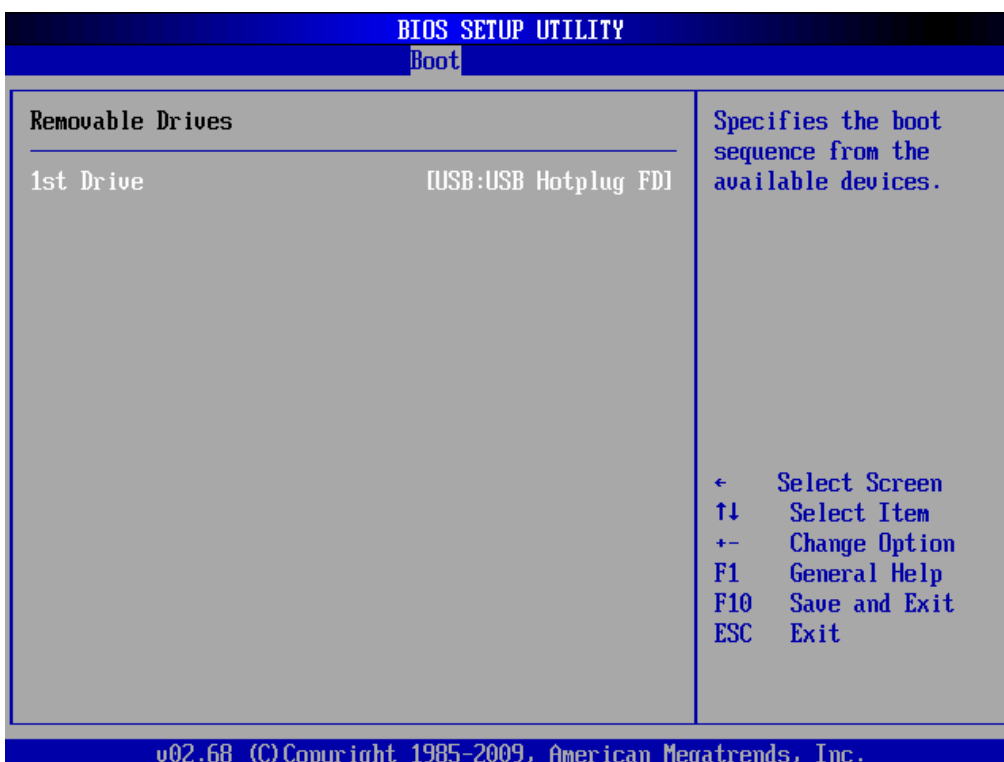 BIOS SETUP UTILITY
Boot
Removable Drives
1st Drive [USB:USB Hotplug FD]
Specifies the boot
sequence from the
available devices.
← Select Screen
↑↓ Select Item
+- Change Option
F1 General Help
F10 Save and Exit
ESC Exit
v02.68 (C)Copyright 1985-2009, American Megatrends, Inc.